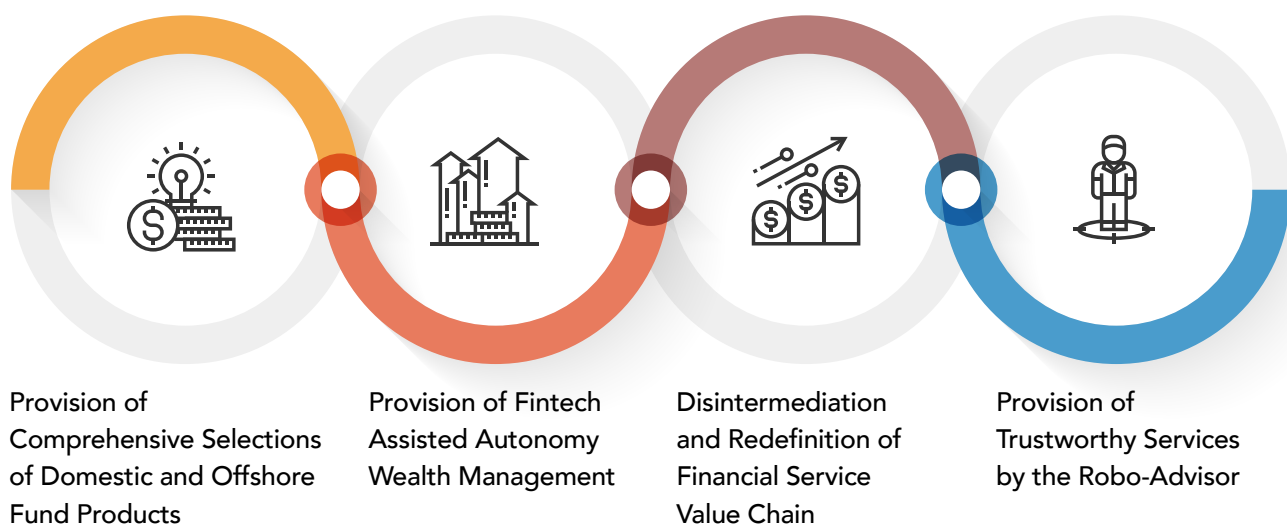 Provision of
Comprehensive Selections
of Domestic and Offshore
Fund Products
Provision of Fintech
Assisted Autonomy
Wealth Management
Disintermediation
and Redefinition of
Financial Service
Value Chain
Provision of
Trustworthy Services
by the Robo-Advisor
$
$
$
$